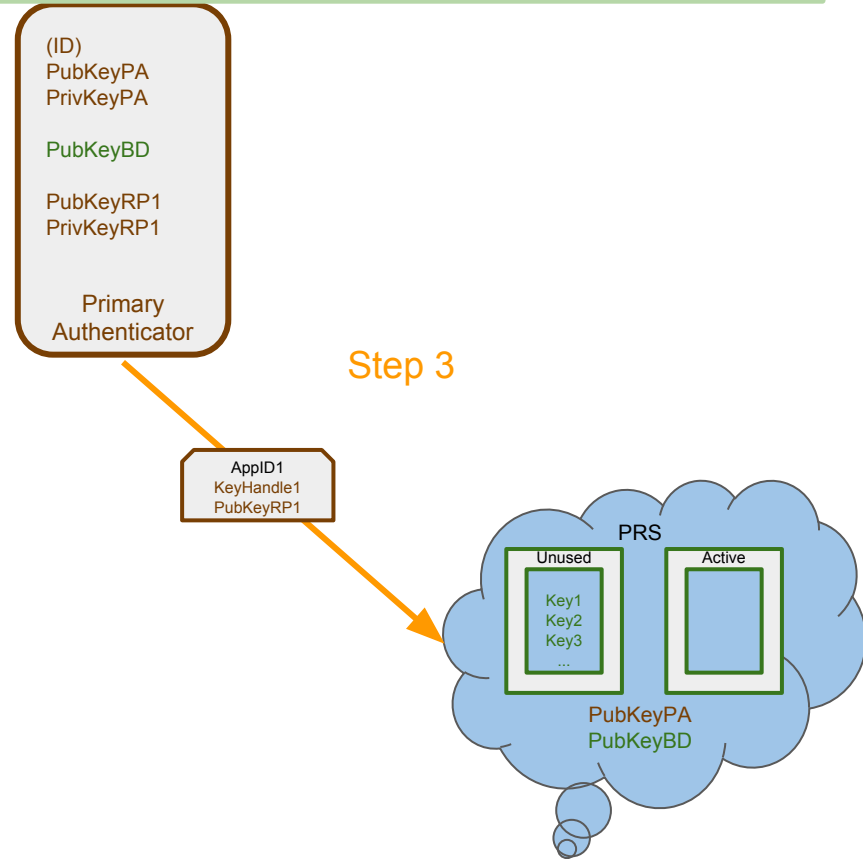 (ID)
PubKeyPA
PrivKeyPA
PubKeyBD
PubKeyRP1
PrivKeyRP1
Primary
Authenticator
Step 3
AppID1
KeyHandle1
PubKeyRP1
PRS
Unused
Active
Key1
Key2
Key3
...
PubKeyPA
PubKeyBD